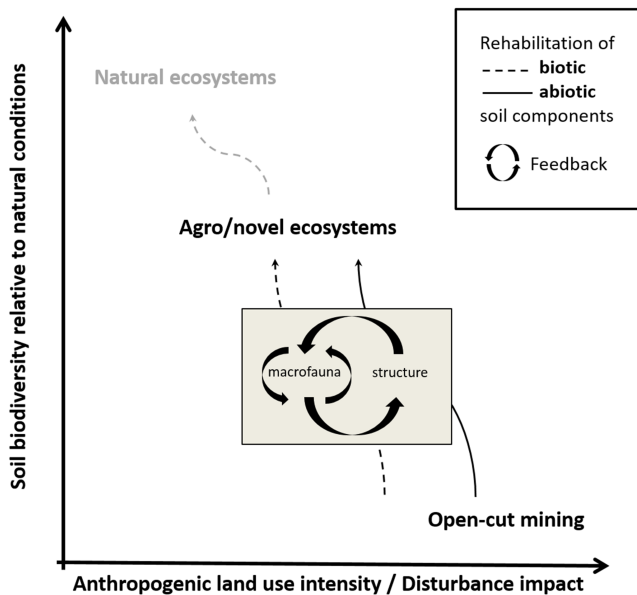 Natural ecosystems
Rehabilitation of
biotic
abiotic
soil components
Feedback
Agro/novel ecosystems
macrofauna
structure
Open-cut mining
Soil biodiversity relative to natural conditions
Anthropogenic land use intensity / Disturbance impact